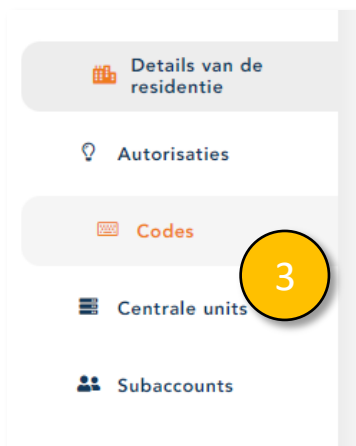 Details van de
residentie
Autorisaties
Codes
3
Centrale units
Subaccounts